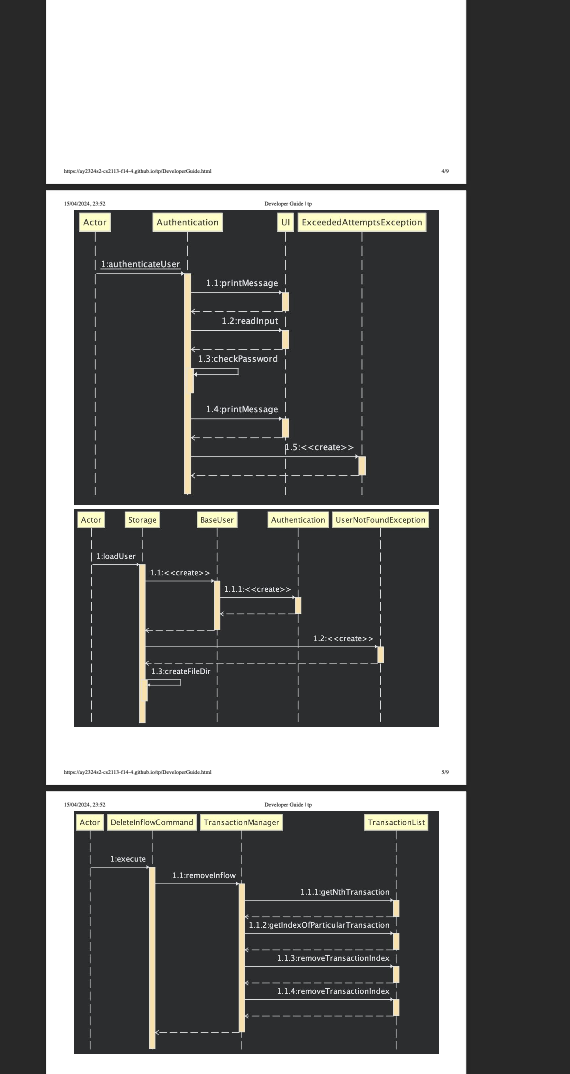 https://ay2324s2-cs2113-f14-4.github.io/tp/DeveloperGuide.html 4/9
15/04/2024, 23:52 Developer Guide | tp
Actor Authentication UI ExceededAttemptsException
1:authenticateUser
1.1:printMessage
1.2:readInput
1.3:checkPassword
1.4:printMessage
1.5:<<create>>
Actor Storage BaseUser Authentication UserNotFoundException
1:loadUser
1.1:<<create>>
1.1.1:<<create>>
1.2:<<create>>
1.3:createFileDir
https://ay2324s2-cs2113-f14-4.github.io/tp/DeveloperGuide.html 5/9
15/04/2024, 23:52 Developer Guide | tp
Actor DeleteInflowCommand TransactionManager TransactionList
1:execute
1.1:removeInflow
1.1.1:getNthTransaction
1.1.2:getIndexOfParticularTransaction
1.1.3:removeTransactionIndex
1.1.4:removeTransactionIndex